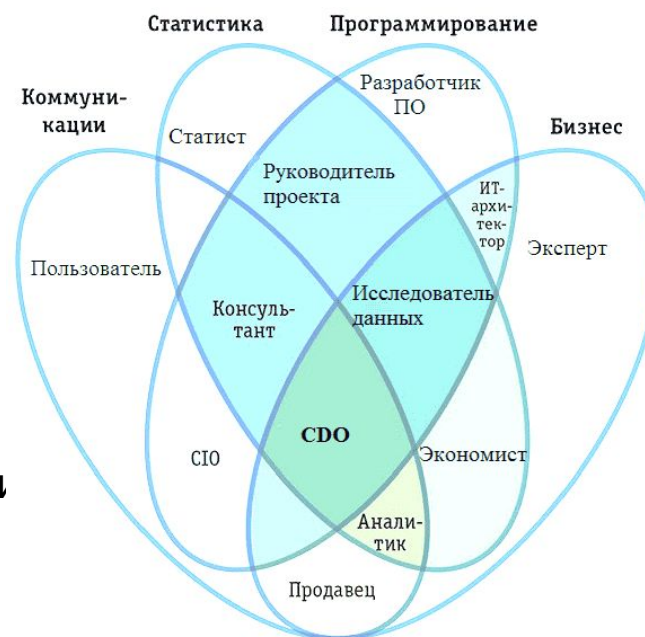 Статистика
Программирование
Коммуни-
кации
Бизнес
Разработчик
ПО
Статист
Руководитель
проекта
ИТ-
архи-
тек-
тор
Эксперт
Пользователь
Консуль-
тант
Исследователь
данных
CDO
CIO
Экономист
Анали-
тик
Продавец